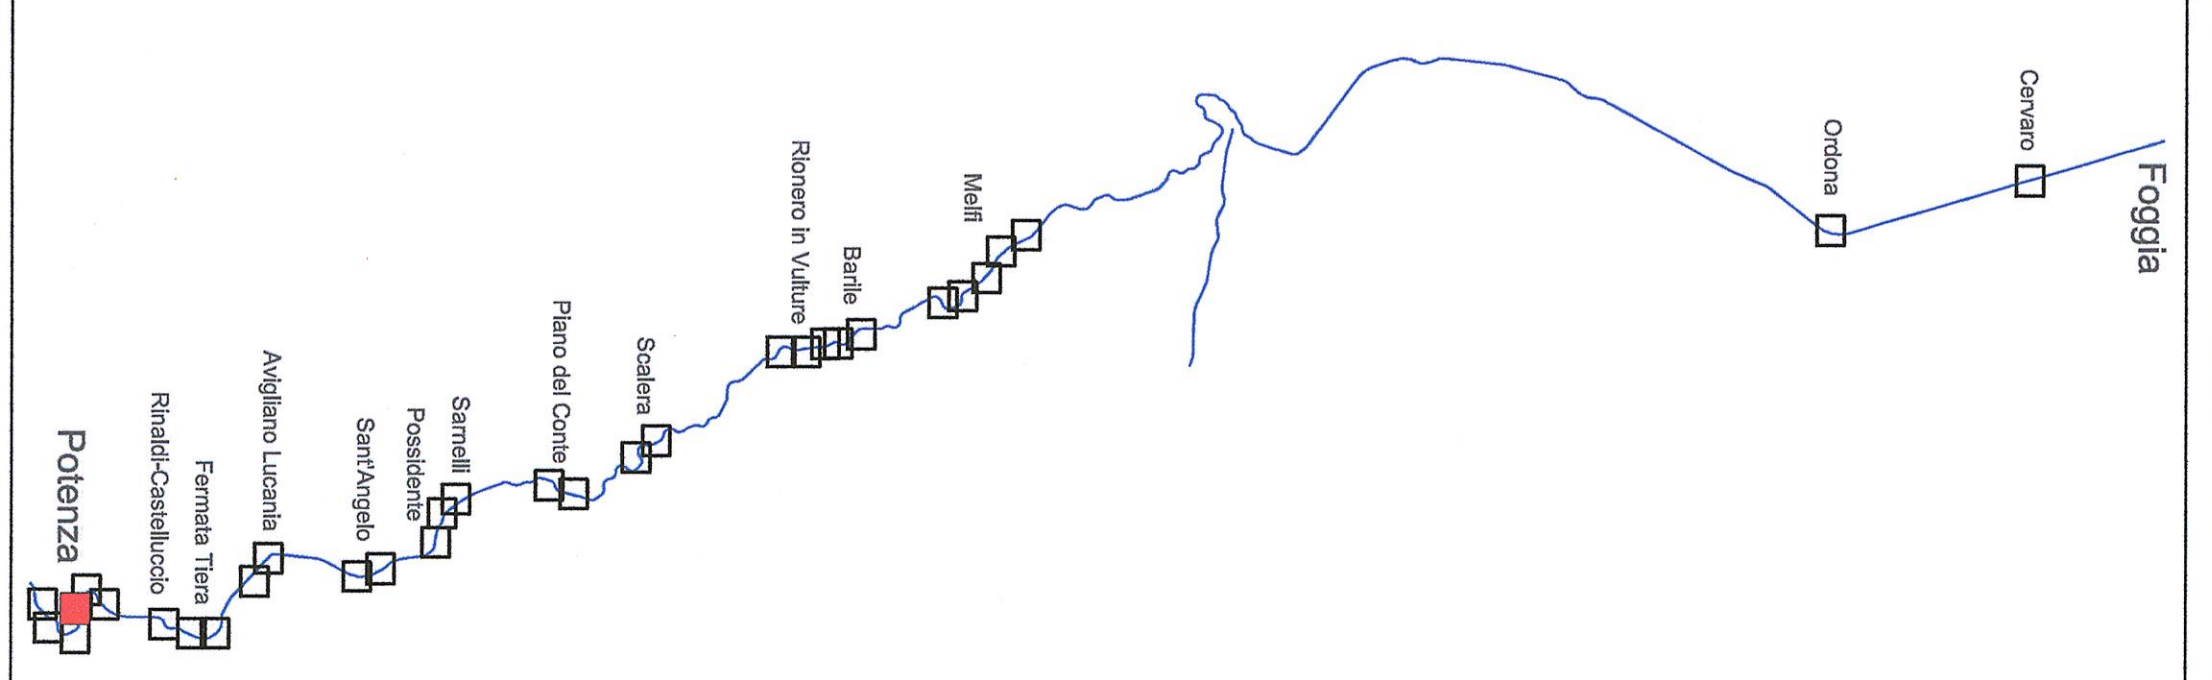 Foggia
Cervaro
Ordona
Melfi
Barile
Rionero in Vulture
Scalera
Piano del Conte
Sarnelli
Possidente
Sant'Angelo
Avigliano Lucania
Fermata Tiera
Rinaldi-Castelluccio
Potenza